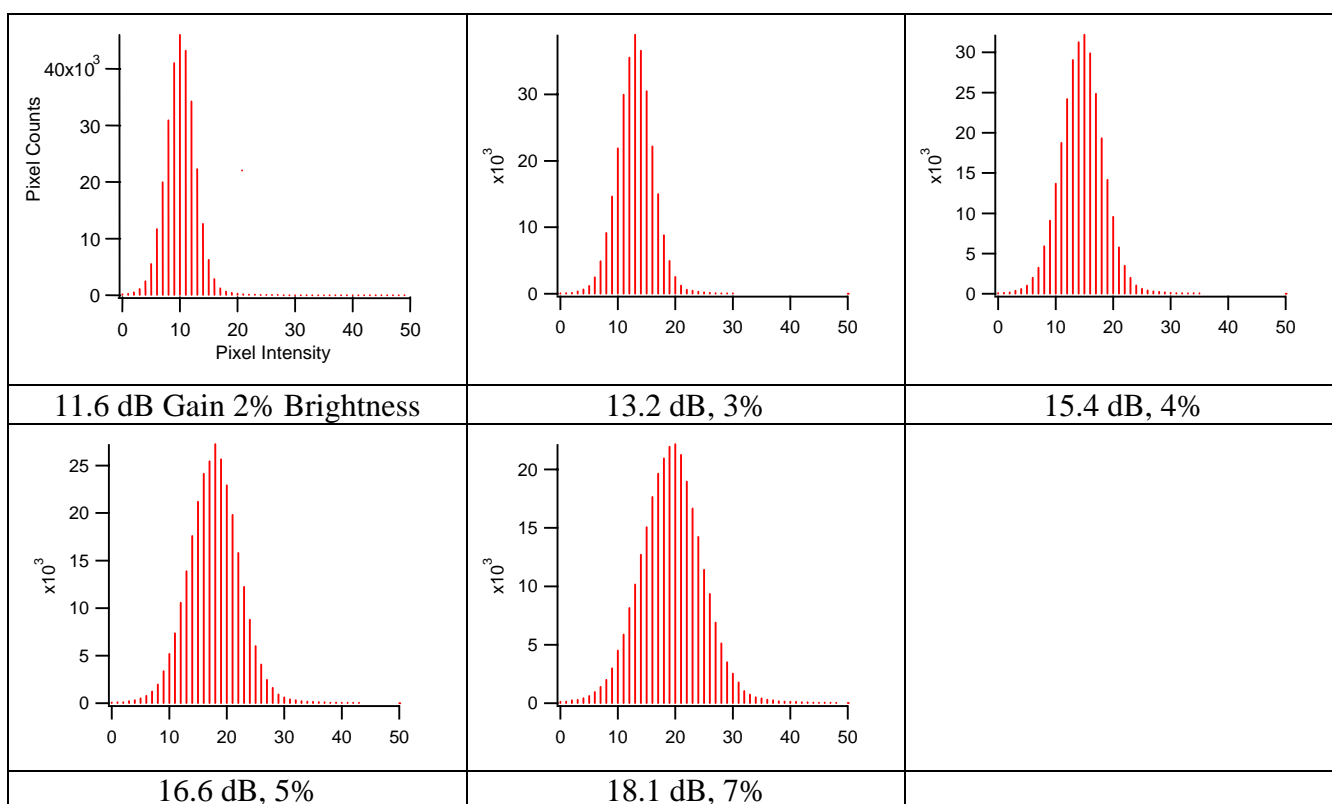 40x10³
30
20
10
0
Pixel Counts
0 10 20 30 40 50
Pixel Intensity
11.6 dB Gain 2% Brightness
30
20
10
0
x10³
0 10 20 30 40 50
13.2 dB, 3%
30
25
20
15
10
5
0
x10³
0 10 20 30 40 50
15.4 dB, 4%
25
20
15
10
5
0
x10³
0 10 20 30 40 50
16.6 dB, 5%
20
15
10
5
0
x10³
0 10 20 30 40 50
18.1 dB, 7%